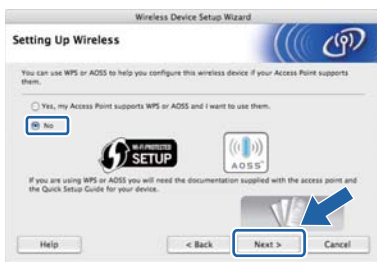 Wireless Device Setup Wizard
Setting Up Wireless
You can use WPS or AOSS to help you configure this wireless device if your Access Point supports
them.
Yes, my Access Point supports WPS or AOSS and I want to use them.
No
Wi-Fi PROTECTED
SETUP
AOSS
If you are using WPS or AOSS you will need the documentation supplied with the access point and
the Quick Setup Guide for your device.
Help
< Back
Next >
Cancel